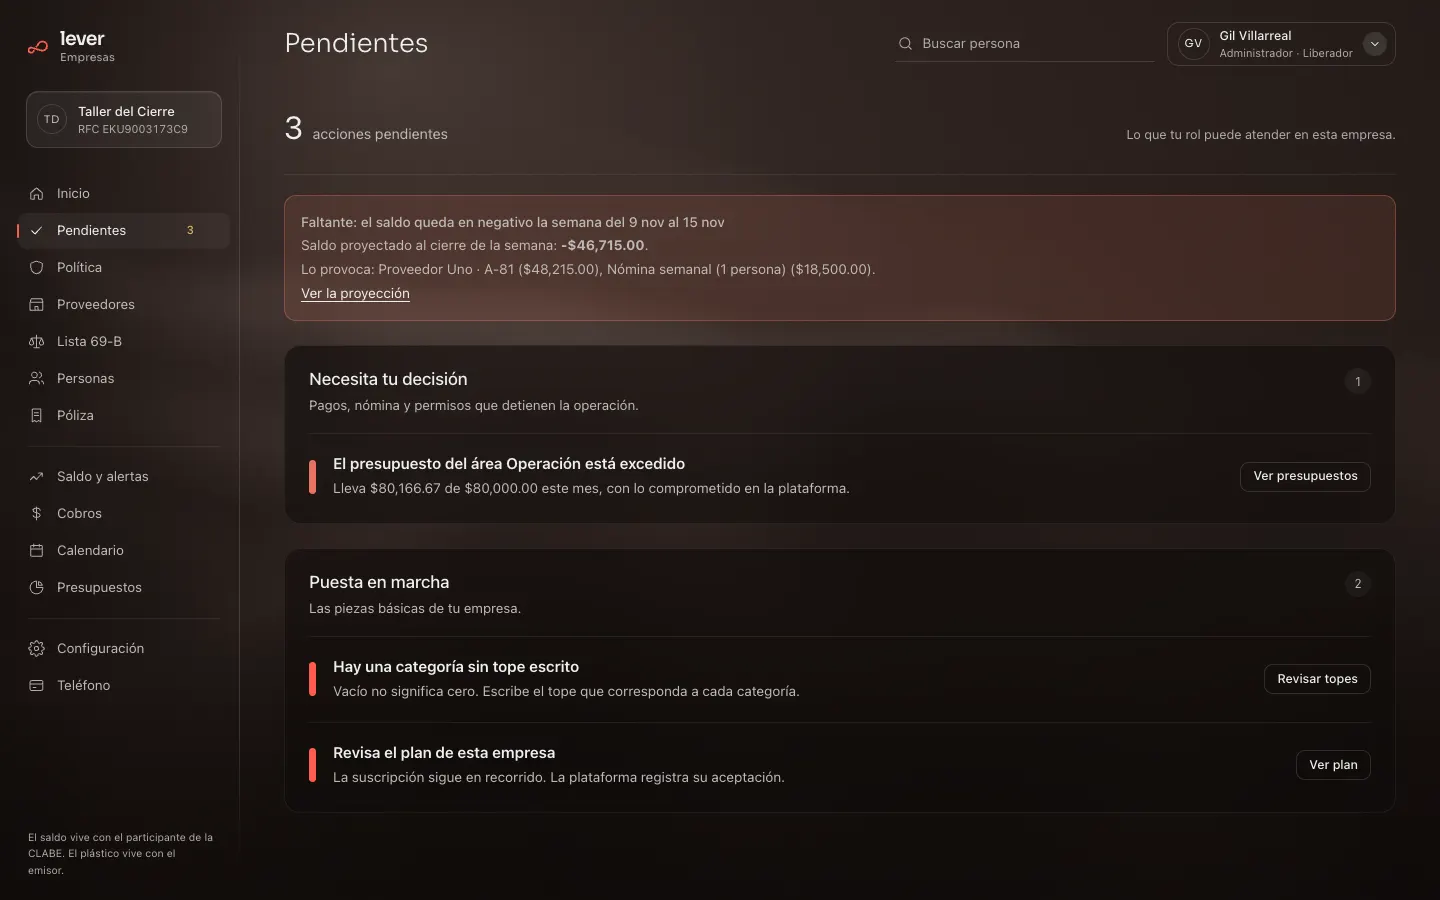 lever
Empresas
TD
Taller del Cierre
RFC EKU9003173C9
Inicio
Pendientes 3
Política
Proveedores
Lista 69-B
Personas
Póliza
Saldo y alertas
Cobros
Calendario
Presupuestos
Configuración
Teléfono
El saldo vive con el participante de la
CLABE. El plástico vive con el
emisor.
Pendientes
Buscar persona
GV
Gil Villarreal
Administrador · Liberador
3 acciones pendientes
Lo que tu rol puede atender en esta empresa.
Faltante: el saldo queda en negativo la semana del 9 nov al 15 nov
Saldo proyectado al cierre de la semana: -$46,715.00.
Lo provoca: Proveedor Uno · A-81 ($48,215.00), Nómina semanal (1 persona) ($18,500.00).
Ver la proyección
Necesita tu decisión
1
Pagos, nómina y permisos que detienen la operación.
El presupuesto del área Operación está excedido
Lleva $80,166.67 de $80,000.00 este mes, con lo comprometido en la plataforma.
Ver presupuestos
Puesta en marcha
2
Las piezas básicas de tu empresa.
Hay una categoría sin tope escrito
Vacío no significa cero. Escribe el tope que corresponda a cada categoría.
Revisar topes
Revisa el plan de esta empresa
La suscripción sigue en recorrido. La plataforma registra su aceptación.
Ver plan